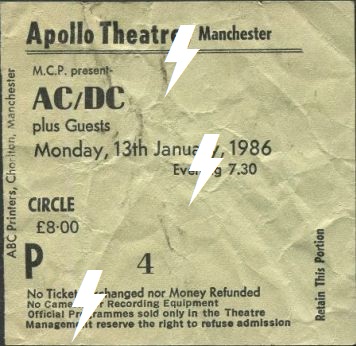 Apollo Theatre Manchester
M.C.P. present-
AC/DC
plus Guests
Monday, 13th January, 1986
Evening 7.30
CIRCLE
£8·00
P 4
No Tickets exchanged nor Money Refunded
No Cameras or Recording Equipment
Official Programmes sold only in the Theatre
Management reserve the right to refuse admission
ABC Printers, Chorlton, Manchester
Retain This Portion